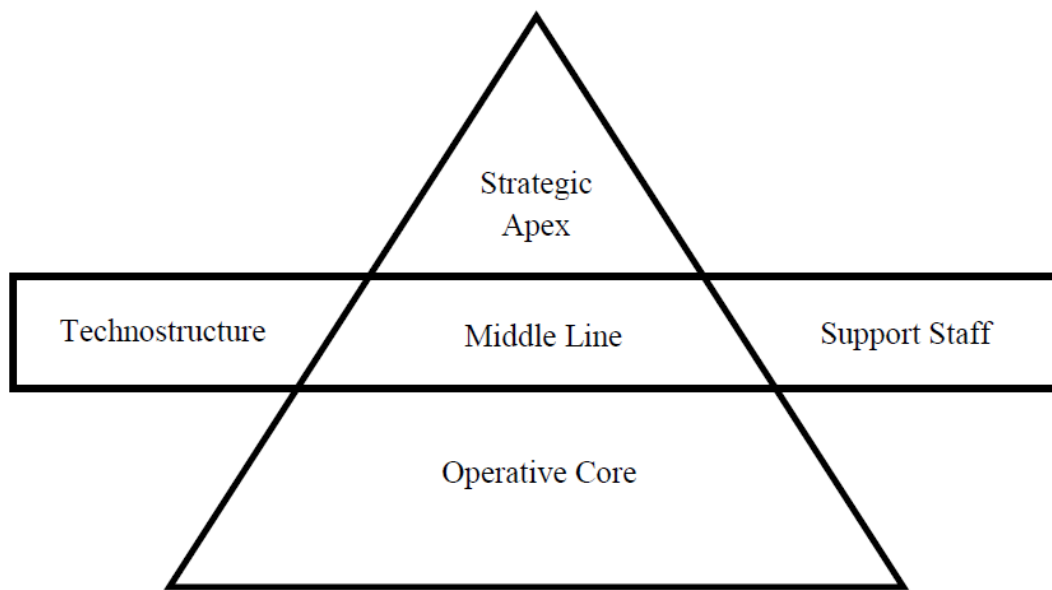 Strategic
Apex
Technostructure
Middle Line
Support Staff
Operative Core